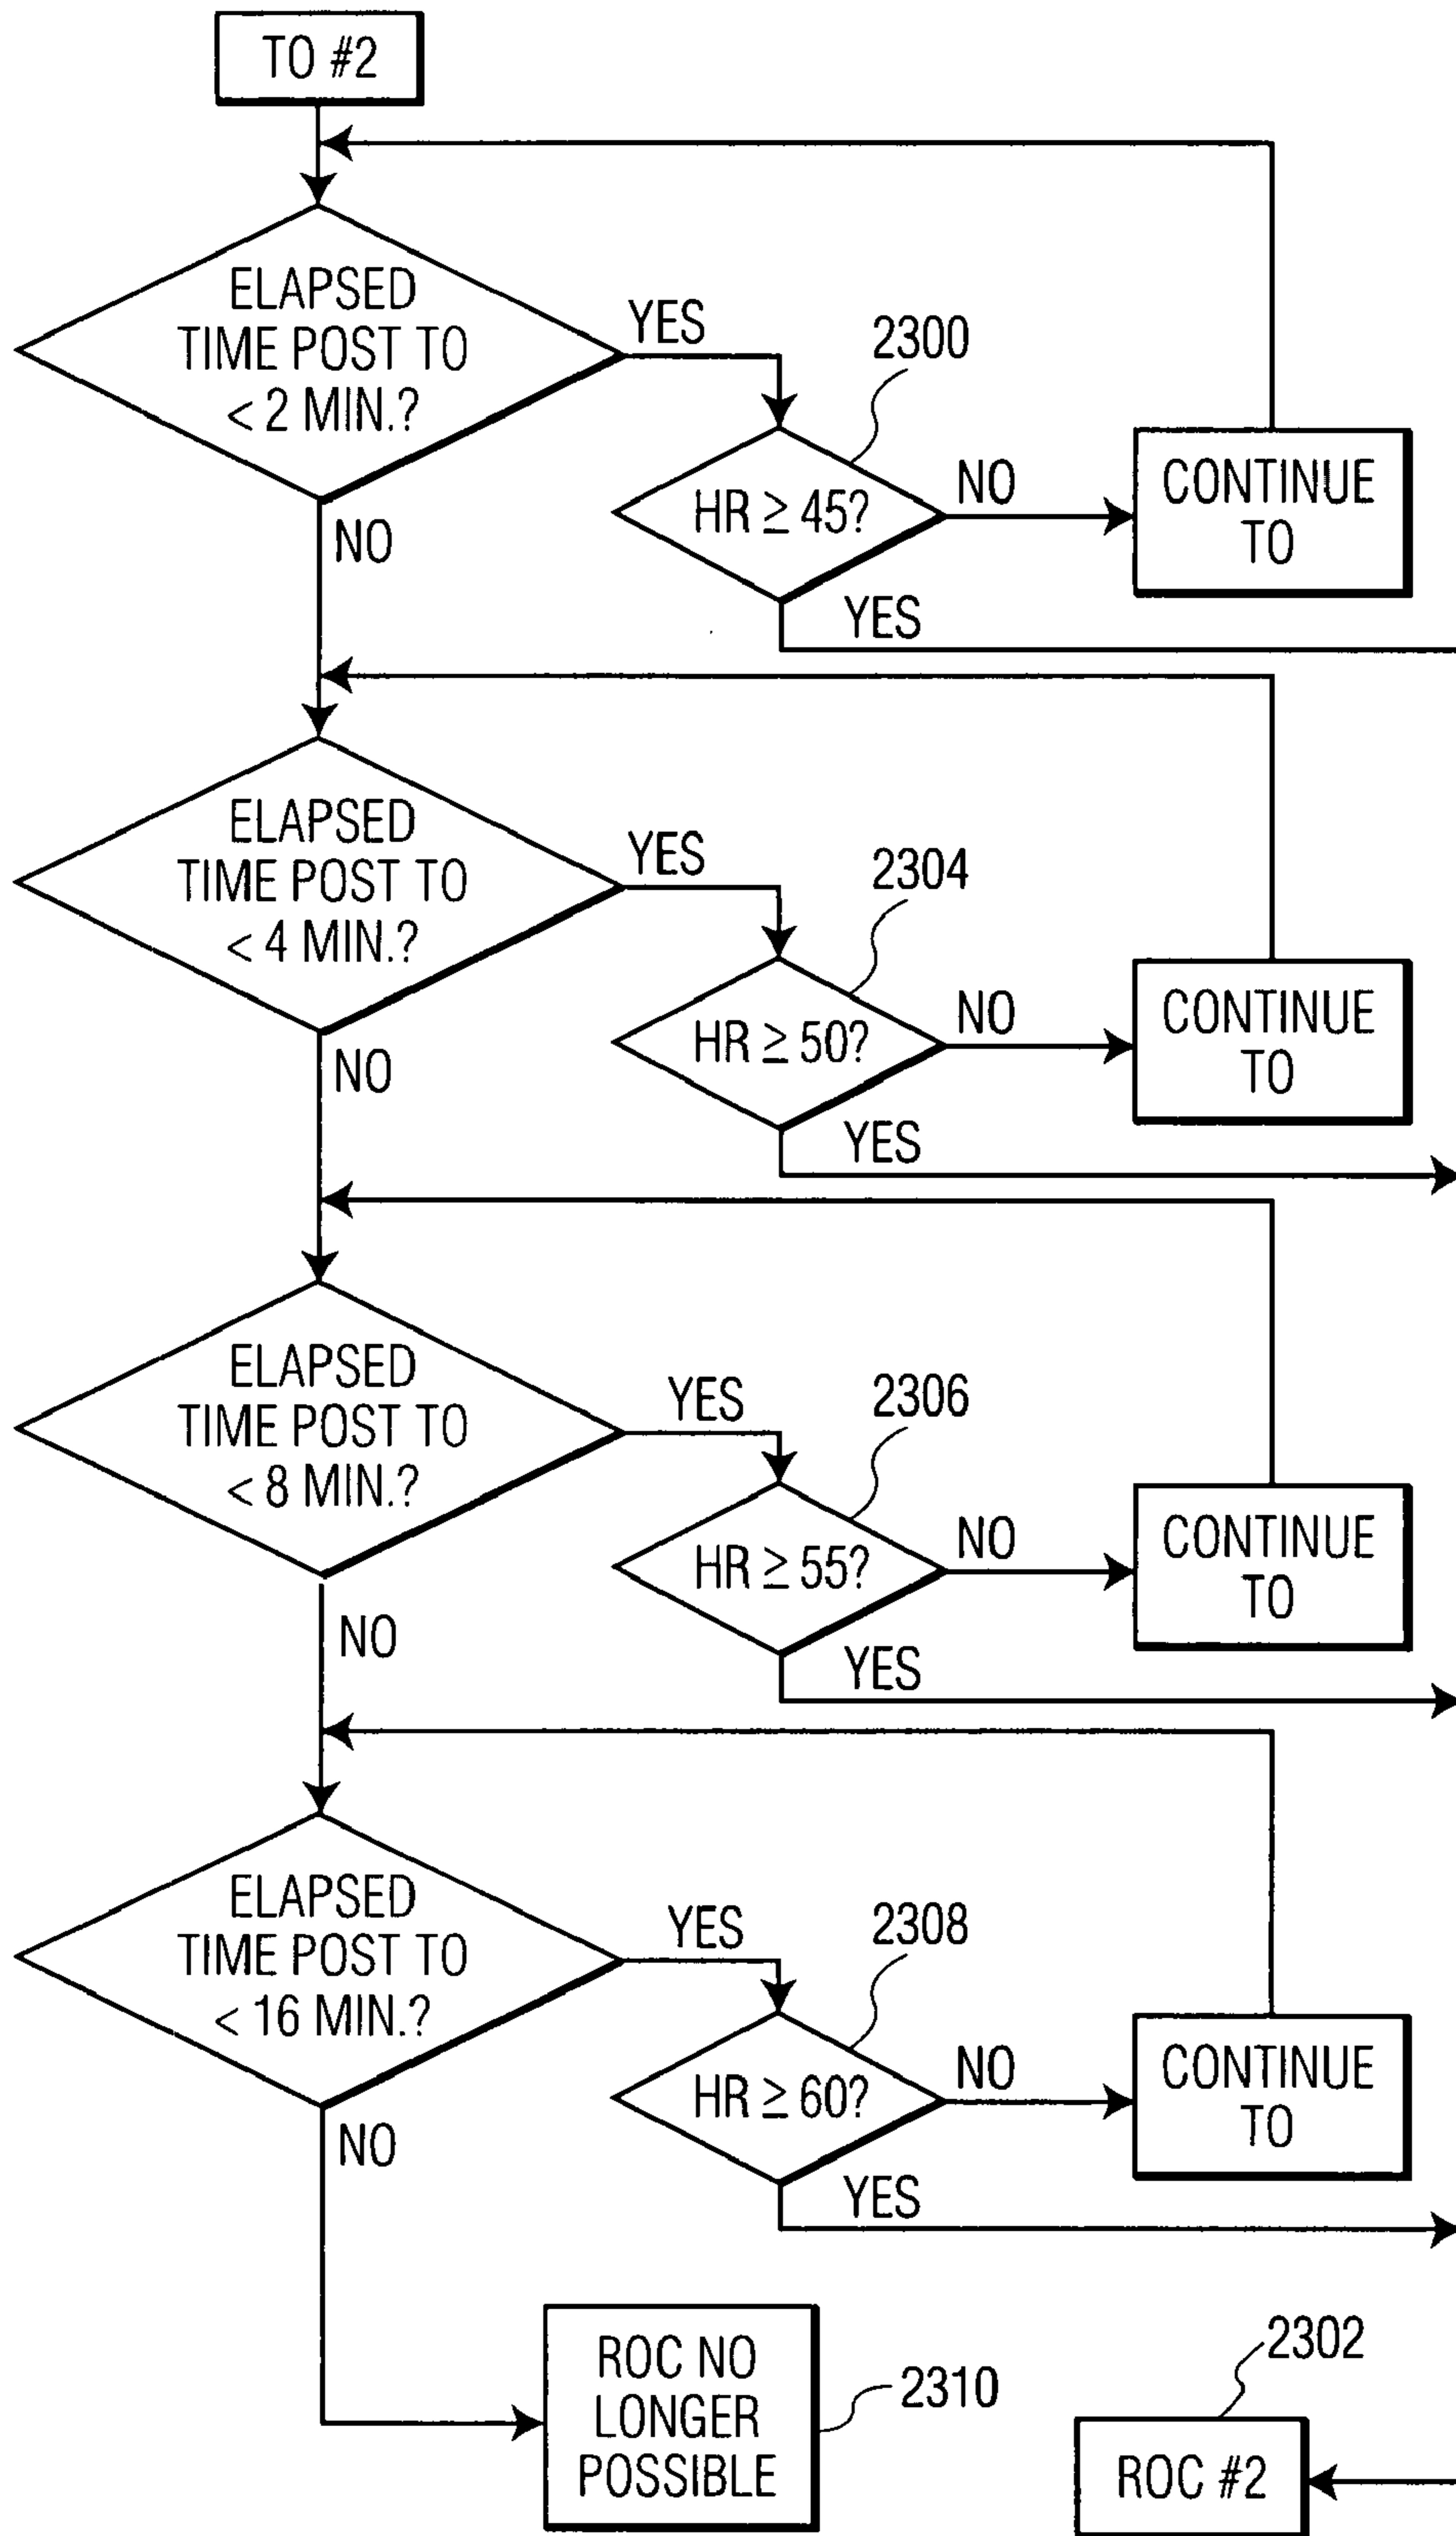 TO #2
ELAPSED
TIME POST TO
< 2 MIN.?
YES
NO
2300
HR ≥ 45?
NO
YES
CONTINUE
TO
ELAPSED
TIME POST TO
< 4 MIN.?
YES
NO
2304
HR ≥ 50?
NO
YES
CONTINUE
TO
ELAPSED
TIME POST TO
< 8 MIN.?
YES
NO
2306
HR ≥ 55?
NO
YES
CONTINUE
TO
ELAPSED
TIME POST TO
< 16 MIN.?
YES
NO
2308
HR ≥ 60?
NO
YES
CONTINUE
TO
ROC NO
LONGER
POSSIBLE
2310
2302
ROC #2